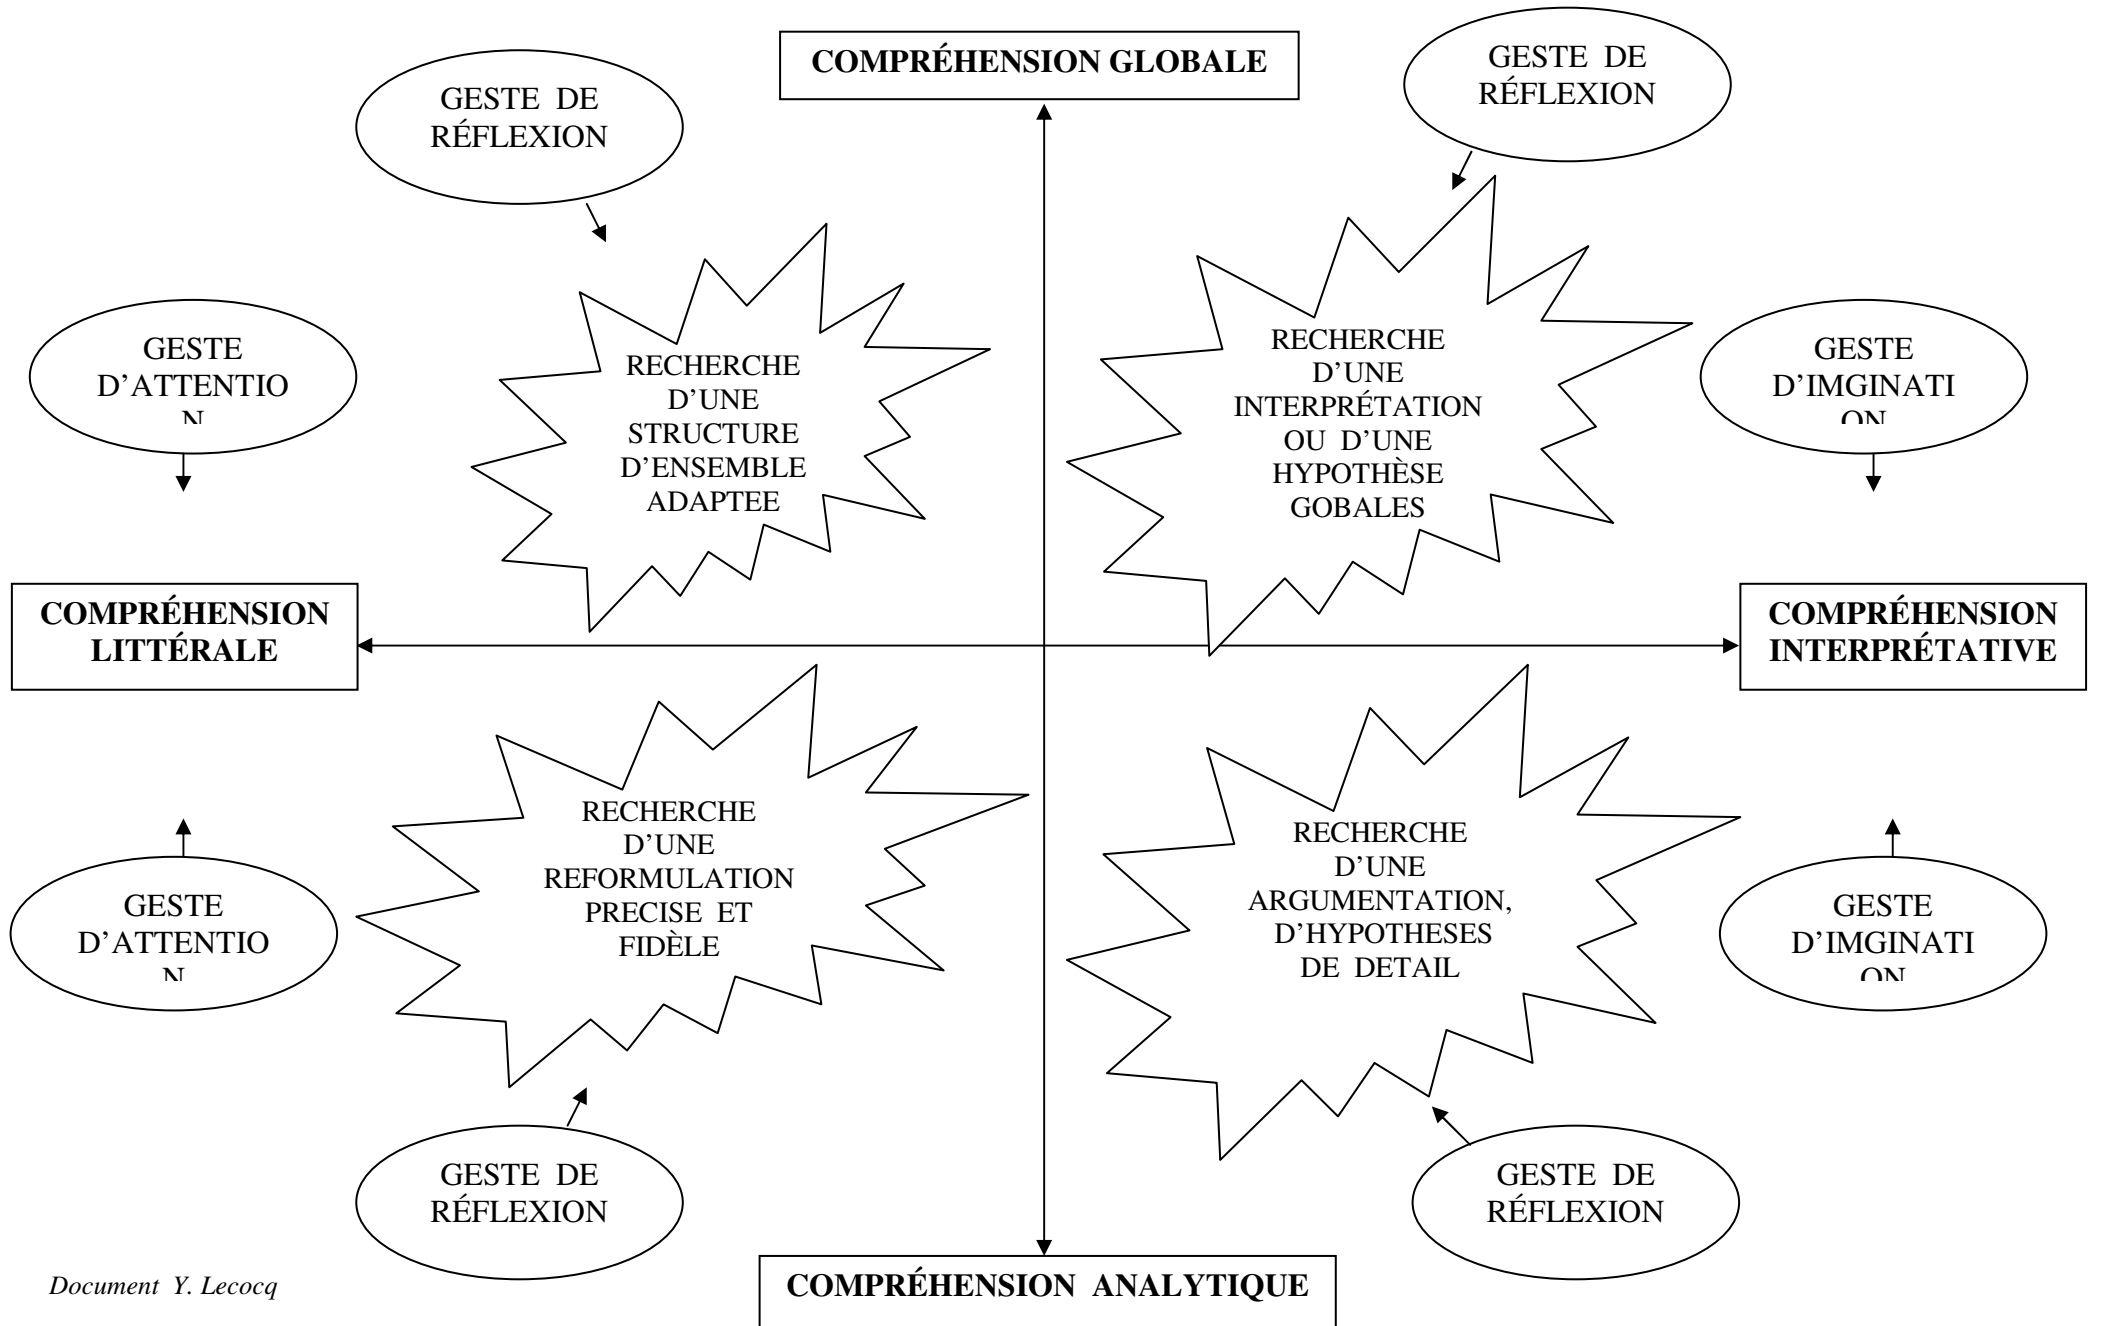 COMPRÉHENSION GLOBALE
GESTE DE
RÉFLEXION
GESTE DE
RÉFLEXION
GESTE
D'ATTENTIO
N
RECHERCHE
D'UNE
STRUCTURE
D'ENSEMBLE
ADAPTEE
RECHERCHE
D'UNE
INTERPRÉTATION
OU D'UNE
HYPOTHÈSE
GOBALES
GESTE
D'IMGINATI
ON
COMPRÉHENSION
LITTÉRALE
COMPRÉHENSION
INTERPRÉTATIVE
GESTE
D'ATTENTIO
N
RECHERCHE
D'UNE
REFORMULATION
PRECISE ET
FIDÈLE
RECHERCHE
D'UNE
ARGUMENTATION,
D'HYPOTHESES
DE DETAIL
GESTE
D'IMGINATI
ON
GESTE DE
RÉFLEXION
GESTE DE
RÉFLEXION
Document Y. Lecocq
COMPRÉHENSION ANALYTIQUE